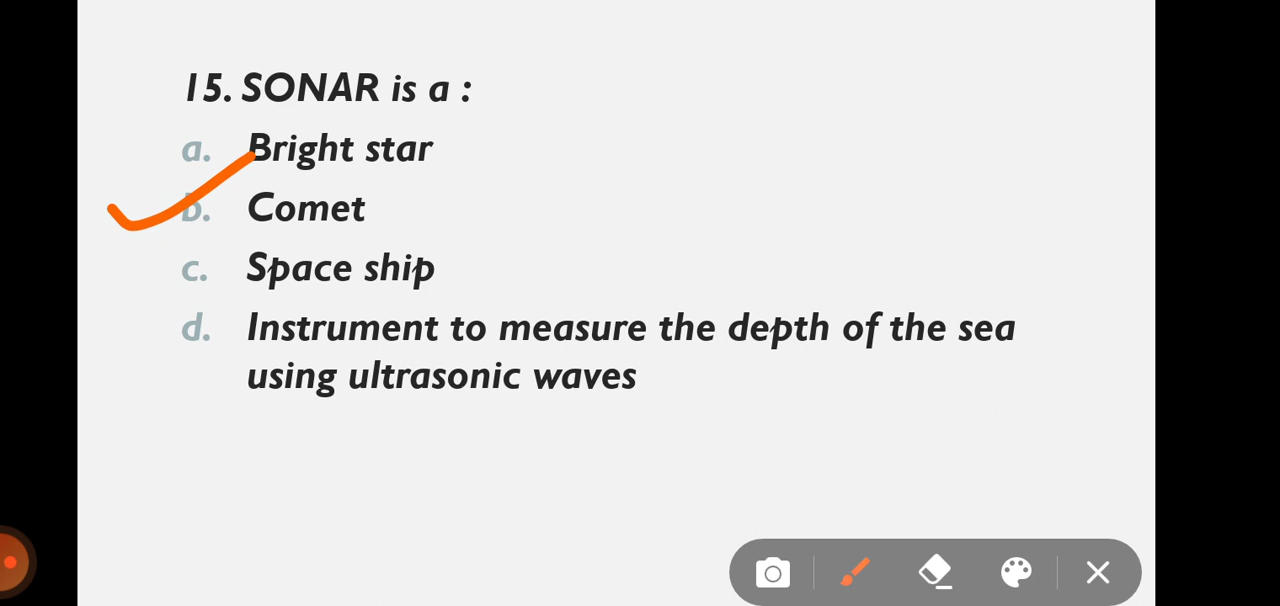 15. SONAR is a :
a. Bright star
b. Comet
c. Space ship
d. Instrument to measure the depth of the sea
using ultrasonic waves